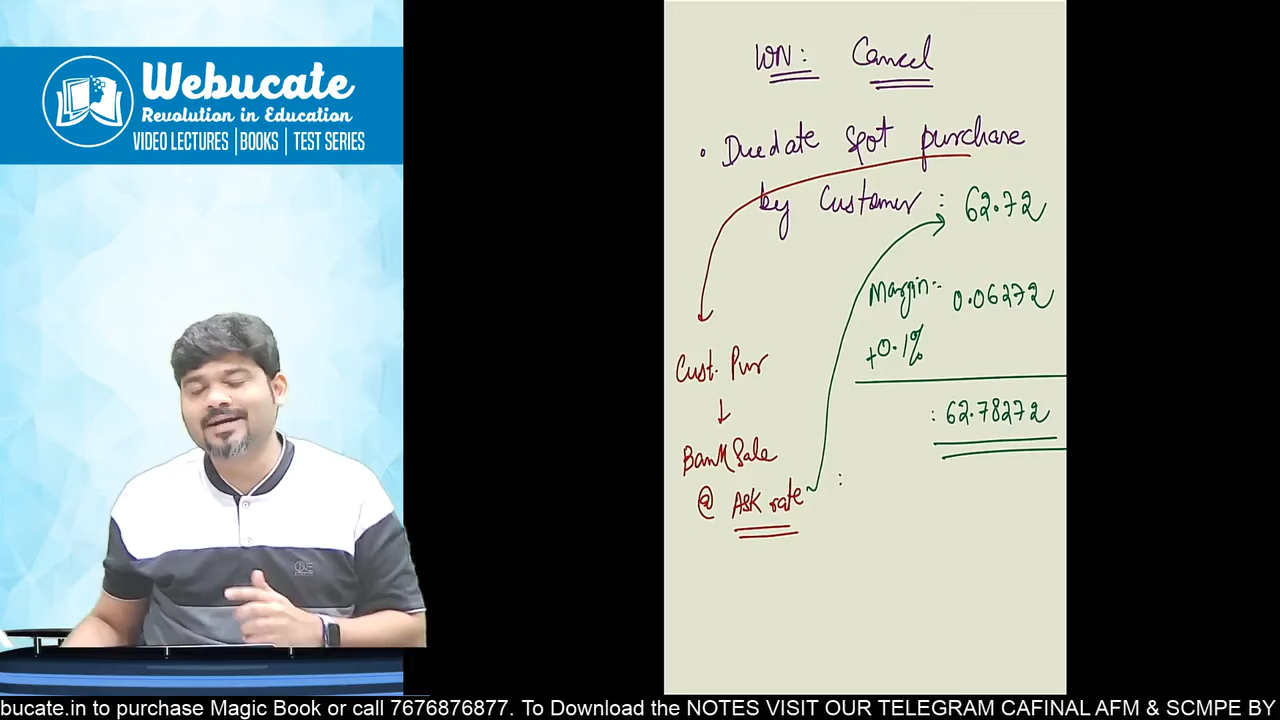 Webucate
Revolution in Education
VIDEO LECTURES | BOOKS | TEST SERIES
WN: Cancel
• Duedate Spot purchase
by Customer : 62.72
Margin:-
0.06272
+0.1%
: 62.78272
Cust. Pur
↓
Bank Sale
@ Ask rate
:
bucate.in to purchase Magic Book or call 7676876877. To Download the NOTES VISIT OUR TELEGRAM CAFINAL AFM & SCMPE BY